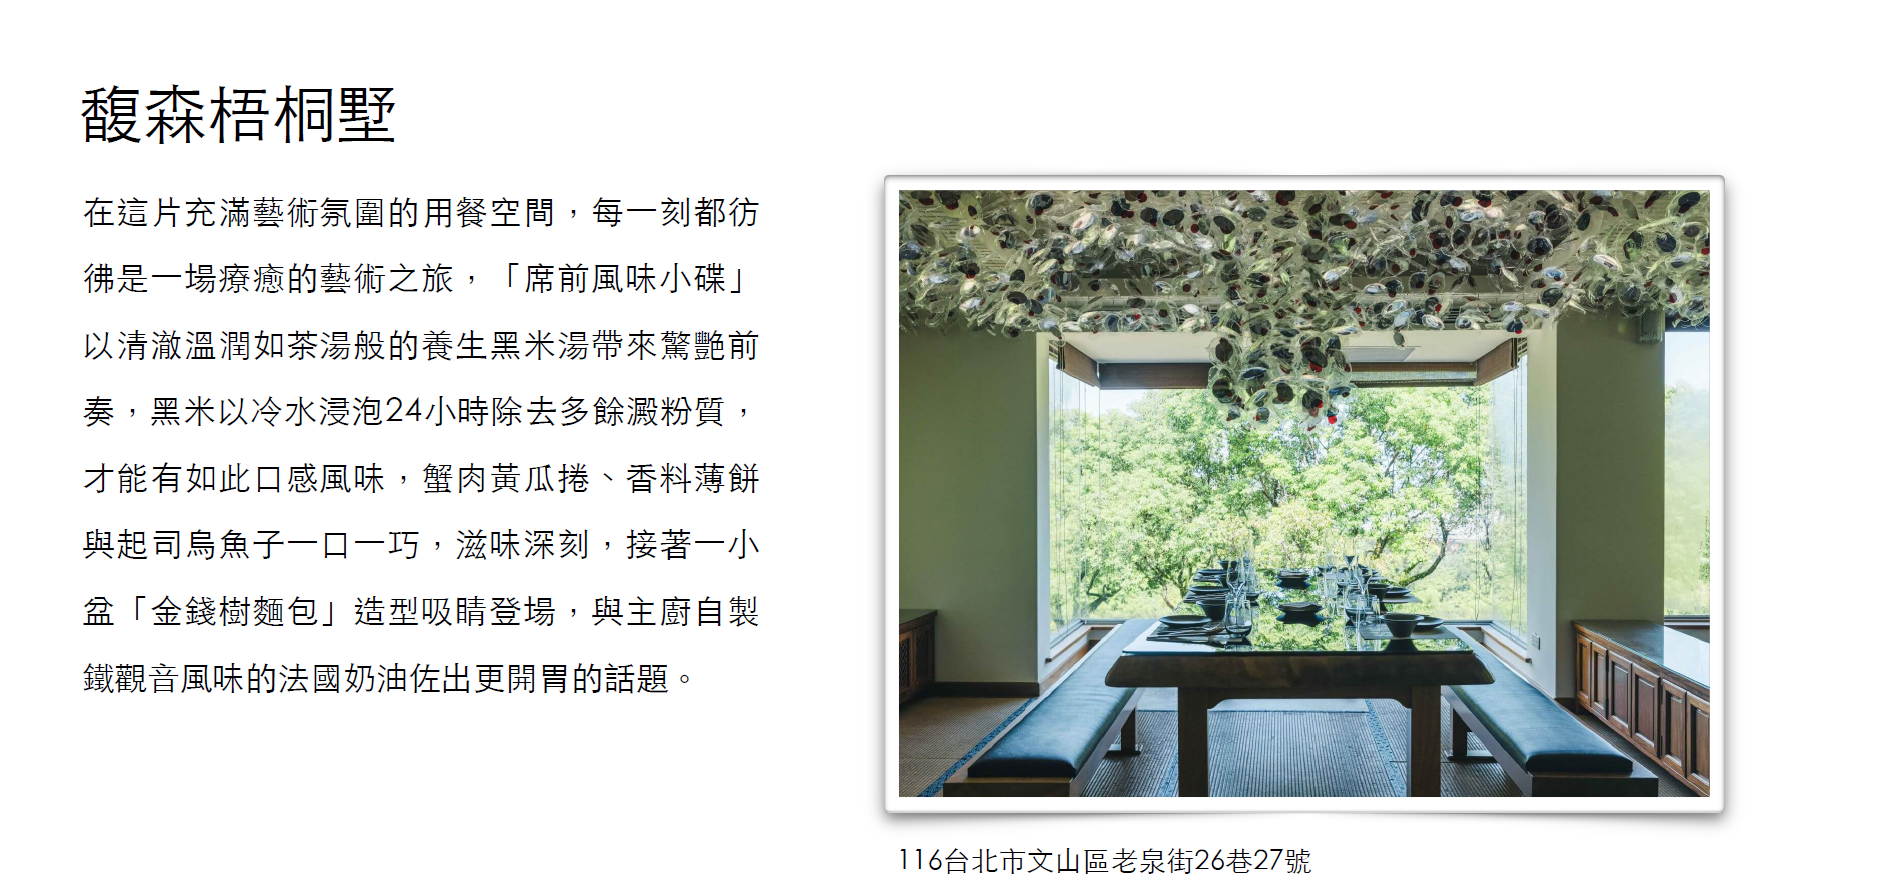 馥森梧桐墅
在這片充滿藝術氛圍的用餐空間，每一刻都彷
彿是一場療癒的藝術之旅，「席前風味小碟」
以清澈溫潤如茶湯般的養生黑米湯帶來驚艷前
奏，黑米以冷水浸泡24小時除去多餘澱粉質，
才能有如此口感風味，蟹肉黃瓜捲、香料薄餅
與起司烏魚子一口一巧，滋味深刻，接著一小
盆「金錢樹麵包」造型吸睛登場，與主廚自製
鐵觀音風味的法國奶油佐出更開胃的話題。
116台北市文山區老泉街26巷27號